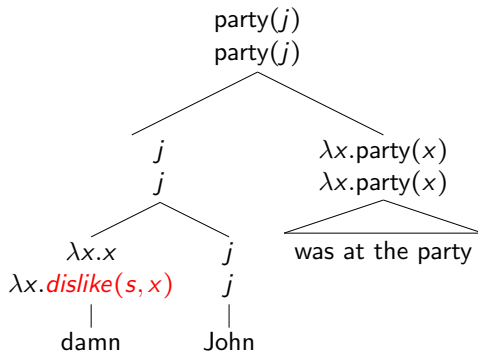 party(j)
party(j)
j
λx.party(x)
j
λx.party(x)
λx.x
j
was at the party
λx.dislike(s, x)
j
damn
John